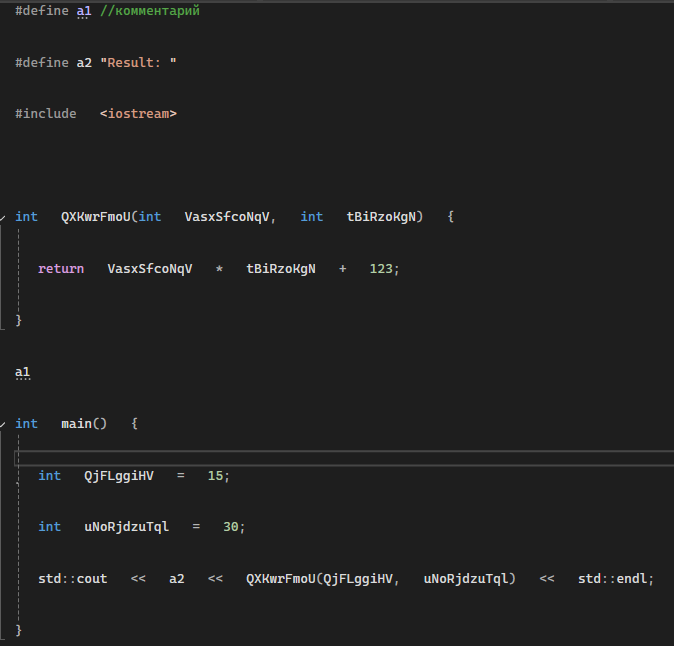 #define a1 //комментарий
#define a2 "Result: "
#include   <iostream>
int   QXKwrFmoU(int   VasxSfcoNqV,   int   tBiRzoKgN)   {
return   VasxSfcoNqV   *   tBiRzoKgN   +   123;
}
a1
int   main()   {
int   QjFLggiHV   =   15;
int   uNoRjdzuTql   =   30;
std::cout   <<   a2   <<   QXKwrFmoU(QjFLggiHV,   uNoRjdzuTql)   <<   std::endl;
}